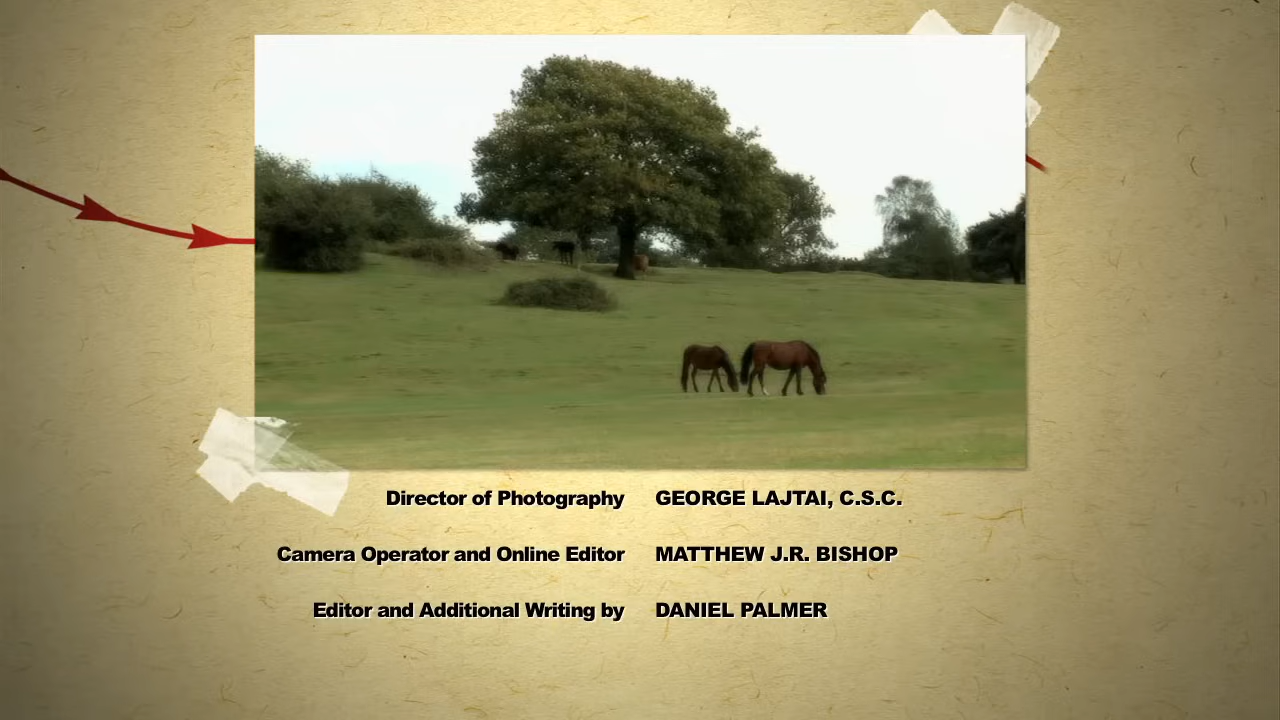 Director of Photography GEORGE LAJTAI, C.S.C.
Camera Operator and Online Editor MATTHEW J.R. BISHOP
Editor and Additional Writing by DANIEL PALMER